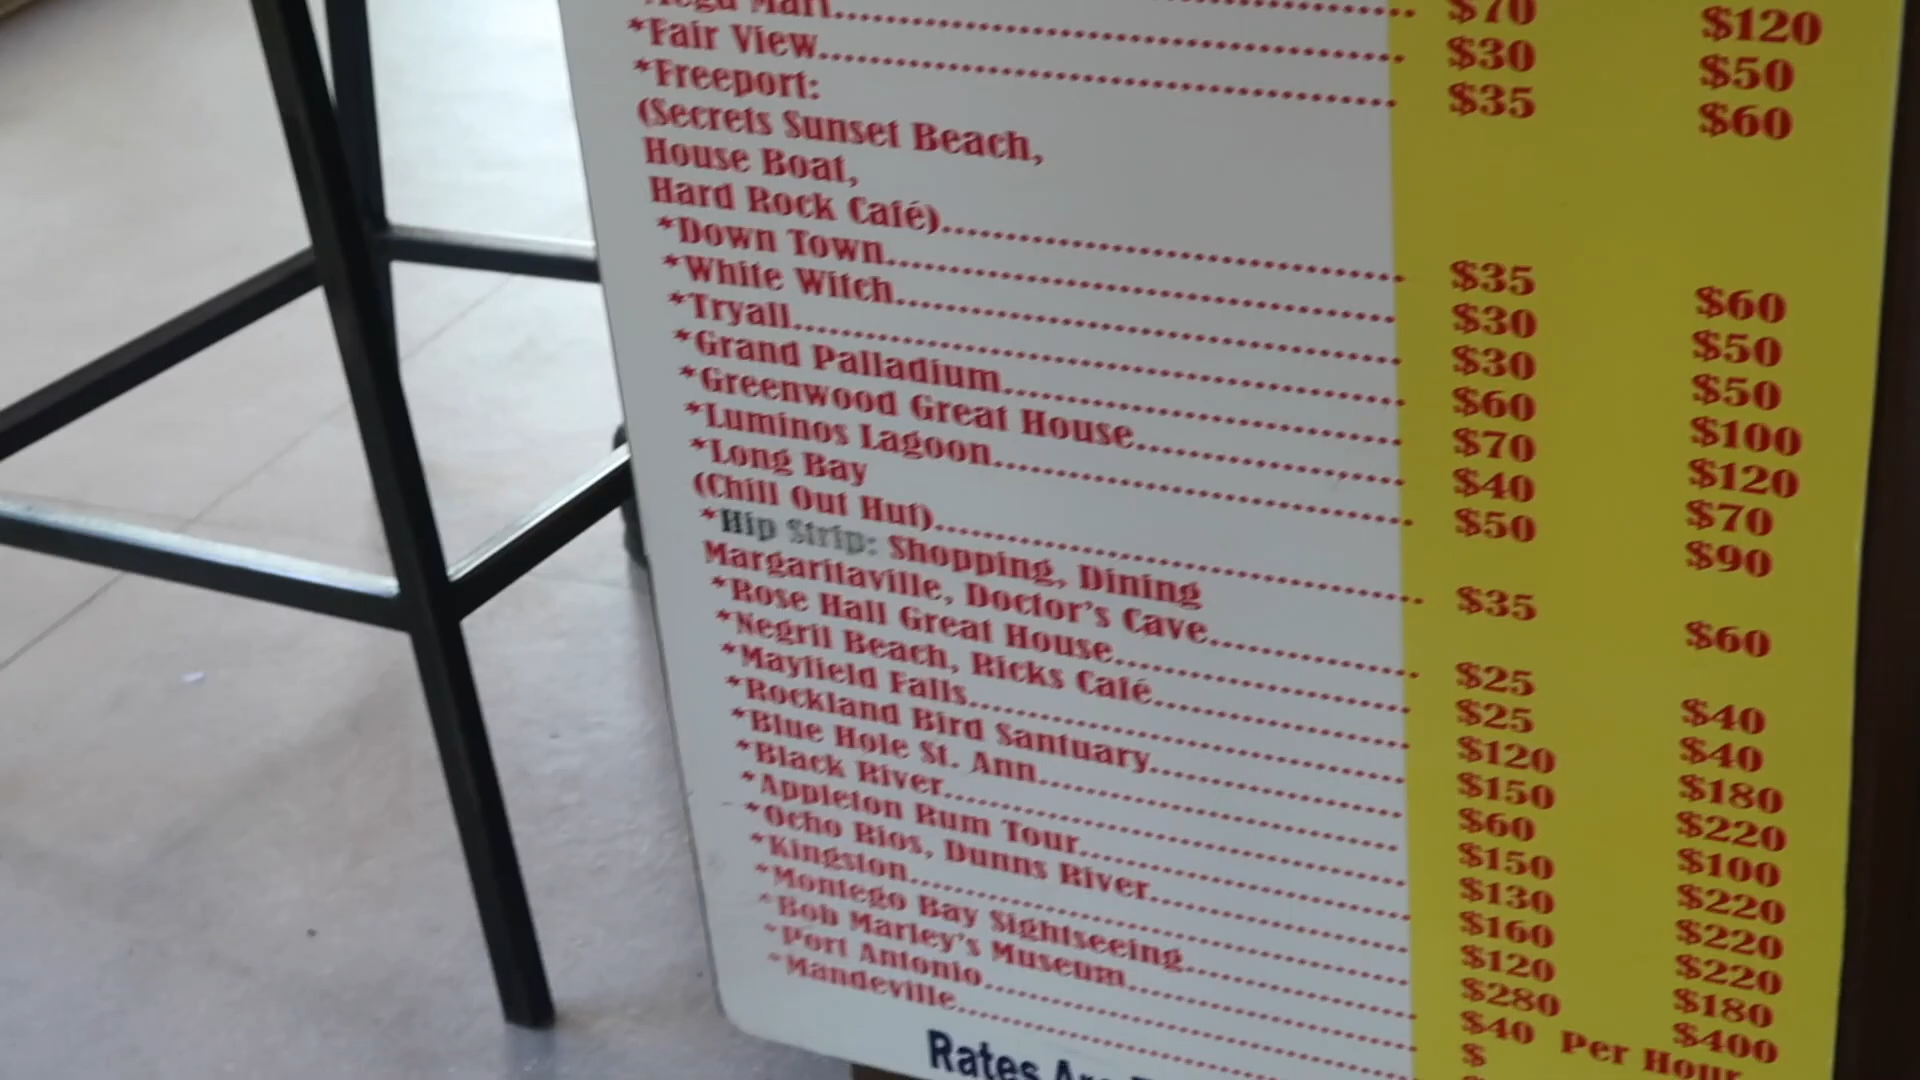 $70 $120
Mart $30 $50
*Fair View $35 $60
*Freeport:
(Secrets Sunset Beach,
House Boat,
Hard Rock Café) $35 $60
*Down Town $30 $50
*White Witch $30 $50
*Tryall $60 $100
*Grand Palladium $70 $120
*Greenwood Great House $40 $70
*Luminos Lagoon $50 $90
*Long Bay
(Chill Out Hut) $35 $60
*Hip Strip: Shopping, Dining
Margaritaville, Doctor's Cave $25 $40
*Rose Hall Great House $25 $40
*Negril Beach, Ricks Café $120 $180
*Mayfield Falls $150 $220
*Rockland Bird Santuary $60 $100
*Blue Hole St. Ann $150 $220
*Black River $130 $220
*Appleton Rum Tour $160 $220
*Ocho Rios, Dunns River $120 $180
*Kingston $280 $400
*Montego Bay Sightseeing $40 Per Hour
*Bob Marley's Museum $
*Port Antonio
*Mandeville
Rates